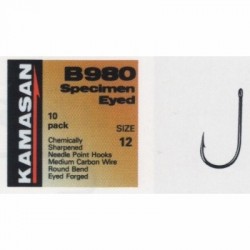 KAMASAN
B980
Specimen
Eyed
10
pack
SIZE
12
Chemically
Sharpened
Needle Point Hooks
Medium Carbon Wire
Round Bend
Eyed Forged